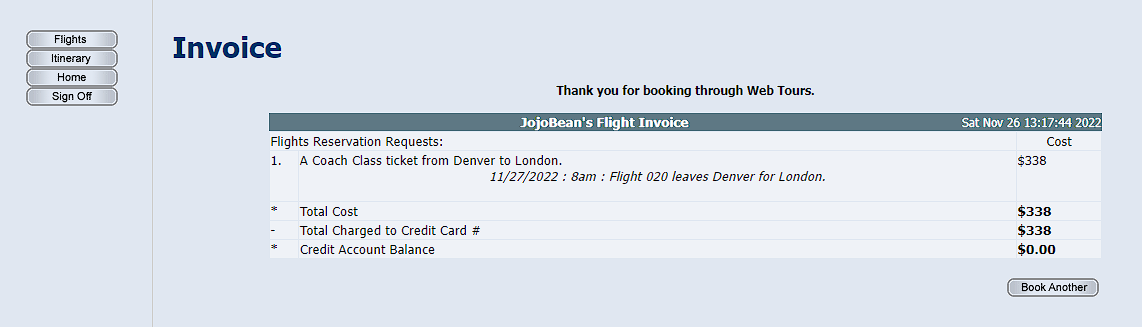 Flights
Itinerary
Home
Sign Off
Invoice
Thank you for booking through Web Tours.
JojoBean's Flight Invoice Sat Nov 26 13:17:44 2022
Flights Reservation Requests: Cost
1. A Coach Class ticket from Denver to London. $338
11/27/2022 : 8am : Flight 020 leaves Denver for London.
* Total Cost $338
- Total Charged to Credit Card # $338
* Credit Account Balance $0.00
Book Another